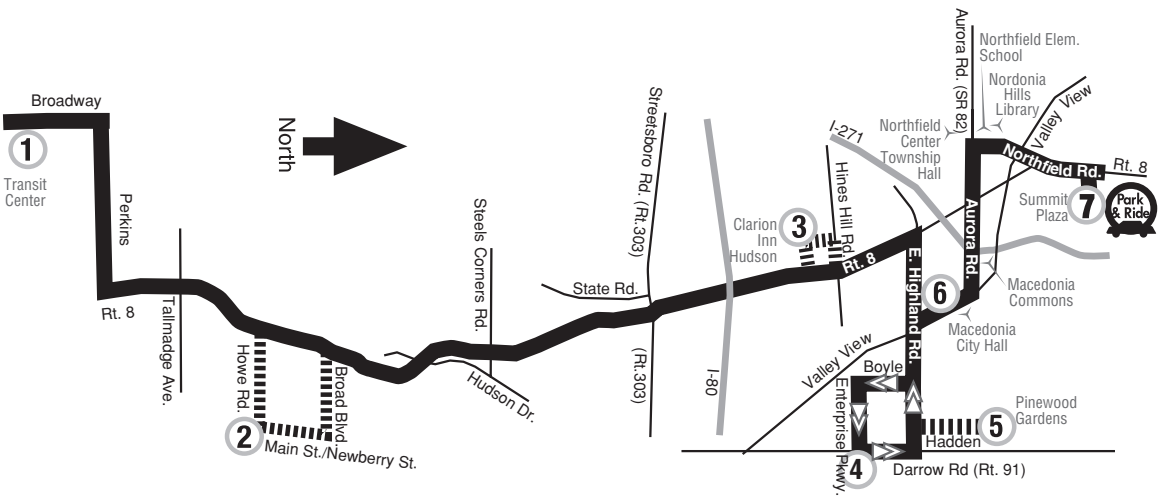 Broadway
1
Transit
Center
Perkins
Rt. 8
Tallmadge Ave.
North
Howe Rd.
2
Broad Blvd.
Main St./Newberry St.
Steels Corners Rd.
Hudson Dr.
State Rd.
Streetsboro Rd. (Rt.303)
(Rt.303)
I-80
Clarion
Inn
Hudson
3
Hines Hill Rd.
Rt. 8
I-271
Northfield
Center
Township
Hall
Aurora Rd. (SR 82)
Northfield Elem.
School
Nordonia
Hills
Library
Valley View
Northfield Rd.
Rt. 8
Summit
Plaza
7
Park
& Ride
Aurora Rd.
E. Highland Rd.
6
Macedonia
Commons
Macedonia
City Hall
Valley View
Boyle
Enterprise Pkwy.
4
Hadden
5
Pinewood
Gardens
Darrow Rd (Rt. 91)